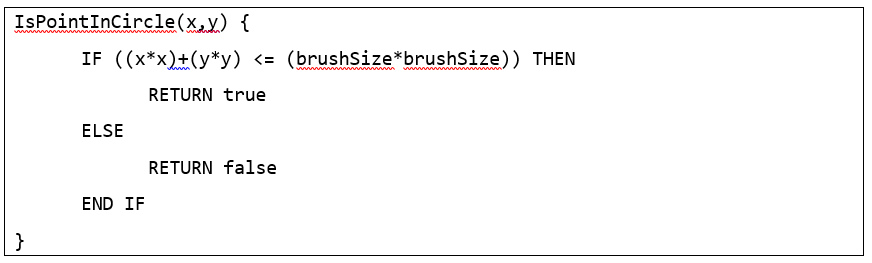 IsPointInCircle(x,y) {
IF ((x*x)+(y*y) <= (brushSize*brushSize)) THEN
RETURN true
ELSE
RETURN false
END IF
}